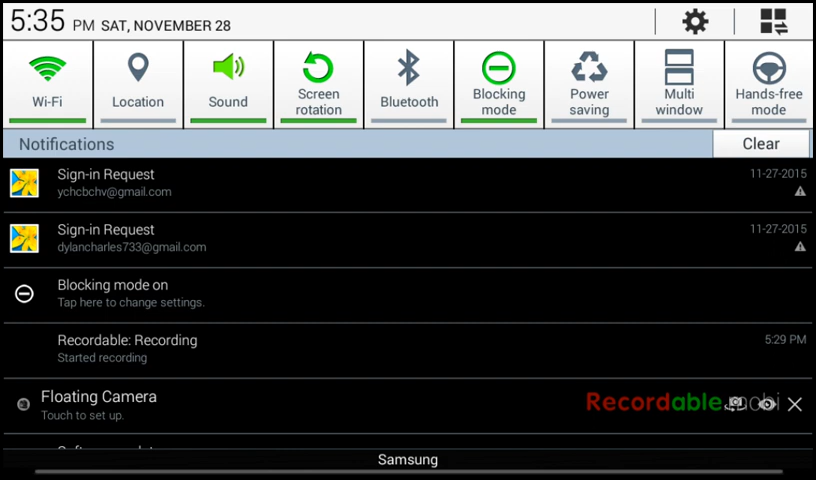 5:35 PM SAT, NOVEMBER 28
Wi-Fi
Location
Sound
Screen
rotation
Bluetooth
Blocking
mode
Power
saving
Multi
window
Hands-free
mode
Notifications
Clear
Sign-in Request
11-27-2015
ychcbchv@gmail.com
Sign-in Request
11-27-2015
dylancharles733@gmail.com
Blocking mode on
Tap here to change settings.
Recordable: Recording
5:29 PM
Started recording
Floating Camera
Recordable.mobi
Touch to set up.
Samsung